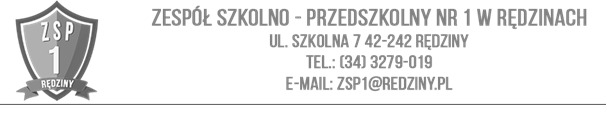 ZSP
1
RĘDZINY
ZESPÓŁ SZKOLNO - PRZEDSZKOLNY NR 1 W RĘDZINACH
UL. SZKOLNA 7 42-242 RĘDZINY
TEL.: (34) 3279-019
E-MAIL: ZSP1@REDZINY.PL